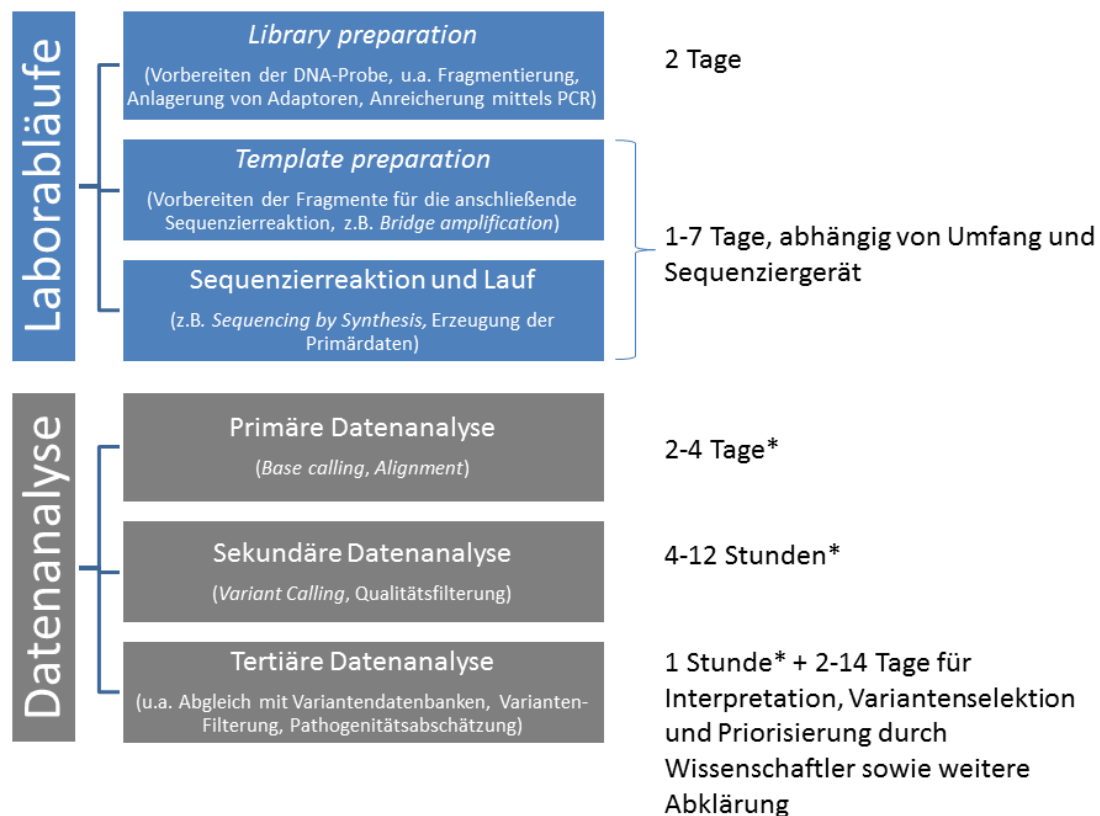 Laborabläufe
Library preparation
(Vorbereiten der DNA-Probe, u.a. Fragmentierung,
Anlagerung von Adaptoren, Anreicherung mittels PCR)
2 Tage
Template preparation
(Vorbereiten der Fragmente für die anschließende
Sequenzierreaktion, z.B. Bridge amplification)
Sequenzierreaktion und Lauf
(z.B. Sequencing by Synthesis, Erzeugung der
Primärdaten)
1-7 Tage, abhängig von Umfang und
Sequenziergerät
Datenanalyse
Primäre Datenanalyse
(Base calling, Alignment)
2-4 Tage*
Sekundäre Datenanalyse
(Variant Calling, Qualitätsfilterung)
4-12 Stunden*
Tertiäre Datenanalyse
(u.a. Abgleich mit Variantendatenbanken, Varianten-
Filterung, Pathogenitätsabschätzung)
1 Stunde* + 2-14 Tage für
Interpretation, Variantenselektion
und Priorisierung durch
Wissenschaftler sowie weitere
Abklärung